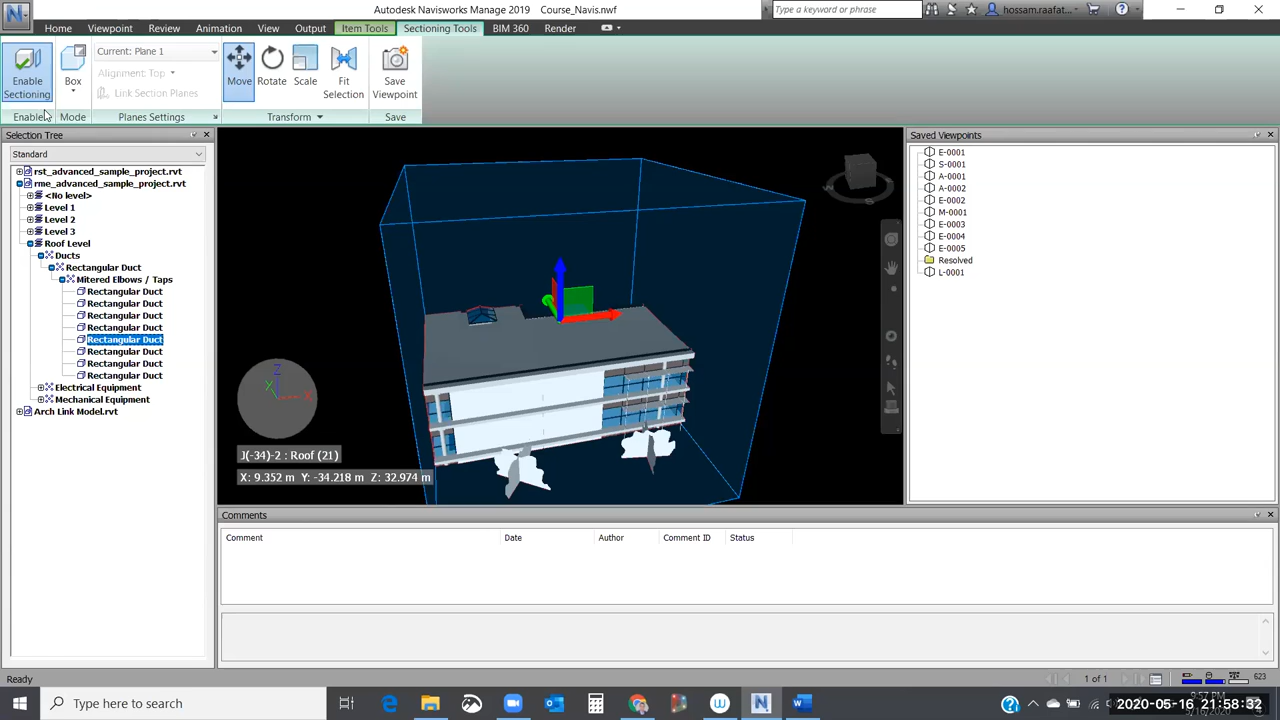 Autodesk Navisworks Manage 2019 Course_Navis.nwf
Type a keyword or phrase
hossam.raafat...
Home Viewpoint Review Animation View Output Item Tools Sectioning Tools BIM 360 Render
Current: Plane 1
Alignment: Top
Link Section Planes
Enable Sectioning
Box
Move Rotate Scale
Fit Selection
Save Viewpoint
Enable Mode Planes Settings Transform Save
Selection Tree
Standard
rst_advanced_sample_project.rvt
rme_advanced_sample_project.rvt
<No level>
Level 1
Level 2
Level 3
Roof Level
Ducts
Rectangular Duct
Mitered Elbows / Taps
Rectangular Duct
Rectangular Duct
Rectangular Duct
Rectangular Duct
Rectangular Duct
Rectangular Duct
Rectangular Duct
Rectangular Duct
Electrical Equipment
Mechanical Equipment
Arch Link Model.rvt
Z
Y
X
J(-34)-2 : Roof (21)
X: 9.352 m Y: -34.218 m Z: 32.974 m
Saved Viewpoints
E-0001
S-0001
A-0001
A-0002
E-0002
M-0001
E-0003
E-0004
E-0005
Resolved
L-0001
Comments
Comment Date Author Comment ID Status
Ready
1 of 1
623
Type here to search
9:57 PM
2020-05-16 21:58:32